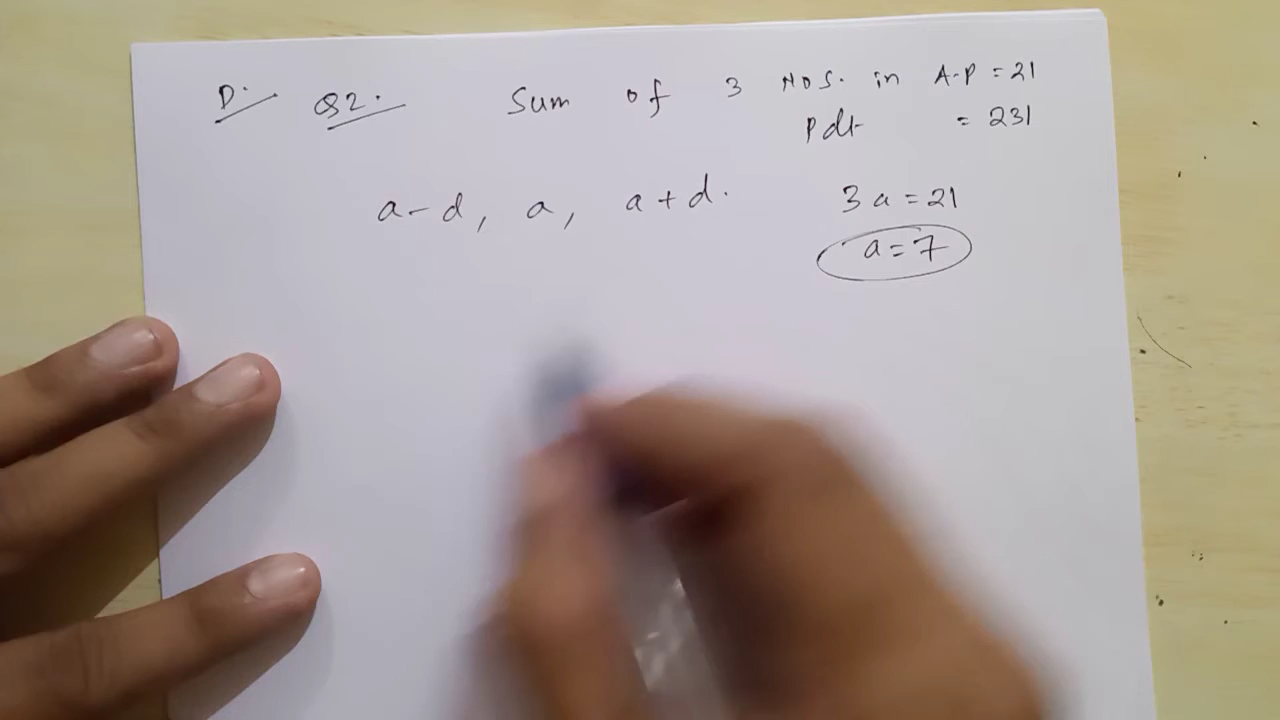 D. Q2. Sum of 3 NOS. in A.P = 21
Pdt = 231
a-d, a, a+d. 3a = 21
a = 7